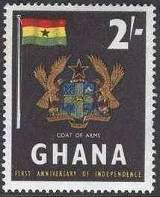 2/-
COAT OF ARMS
GHANA
FIRST ANNIVERSARY OF INDEPENDENCE